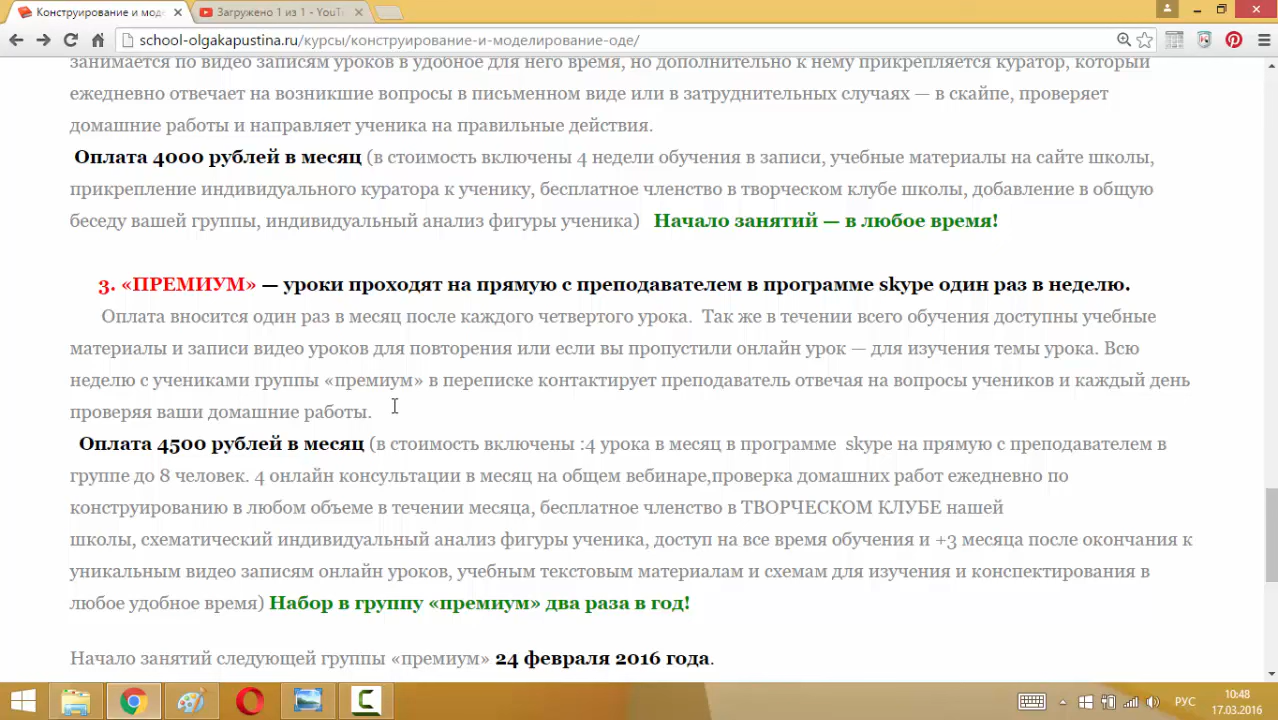 Конструирование и моде
Загружено 1 из 1 - YouTu
school-olgakapustina.ru/курсы/конструирование-и-моделирование-оде/
занимается по видео записям уроков в удобное для него время, но дополнительно к нему прикрепляется куратор, который
ежедневно отвечает на возникшие вопросы в письменном виде или в затруднительных случаях — в скайпе, проверяет
домашние работы и направляет ученика на правильные действия.
Оплата 4000 рублей в месяц (в стоимость включены 4 недели обучения в записи, учебные материалы на сайте школы,
прикрепление индивидуального куратора к ученику, бесплатное членство в творческом клубе школы, добавление в общую
беседу вашей группы, индивидуальный анализ фигуры ученика) Начало занятий — в любое время!
3. «ПРЕМИУМ» — уроки проходят на прямую с преподавателем в программе skype один раз в неделю.
Оплата вносится один раз в месяц после каждого четвертого урока. Так же в течении всего обучения доступны учебные
материалы и записи видео уроков для повторения или если вы пропустили онлайн урок — для изучения темы урока. Всю
неделю с учениками группы «премиум» в переписке контактирует преподаватель отвечая на вопросы учеников и каждый день
проверяя ваши домашние работы.
Оплата 4500 рублей в месяц (в стоимость включены :4 урока в месяц в программе skype на прямую с преподавателем в
группе до 8 человек. 4 онлайн консультации в месяц на общем вебинаре,проверка домашних работ ежедневно по
конструированию в любом объеме в течении месяца, бесплатное членство в ТВОРЧЕСКОМ КЛУБЕ нашей
школы, схематический индивидуальный анализ фигуры ученика, доступ на все время обучения и +3 месяца после окончания к
уникальным видео записям онлайн уроков, учебным текстовым материалам и схемам для изучения и конспектирования в
любое удобное время) Набор в группу «премиум» два раза в год!
Начало занятий следующей группы «премиум» 24 февраля 2016 года.
РУС
10:48
17.03.2016